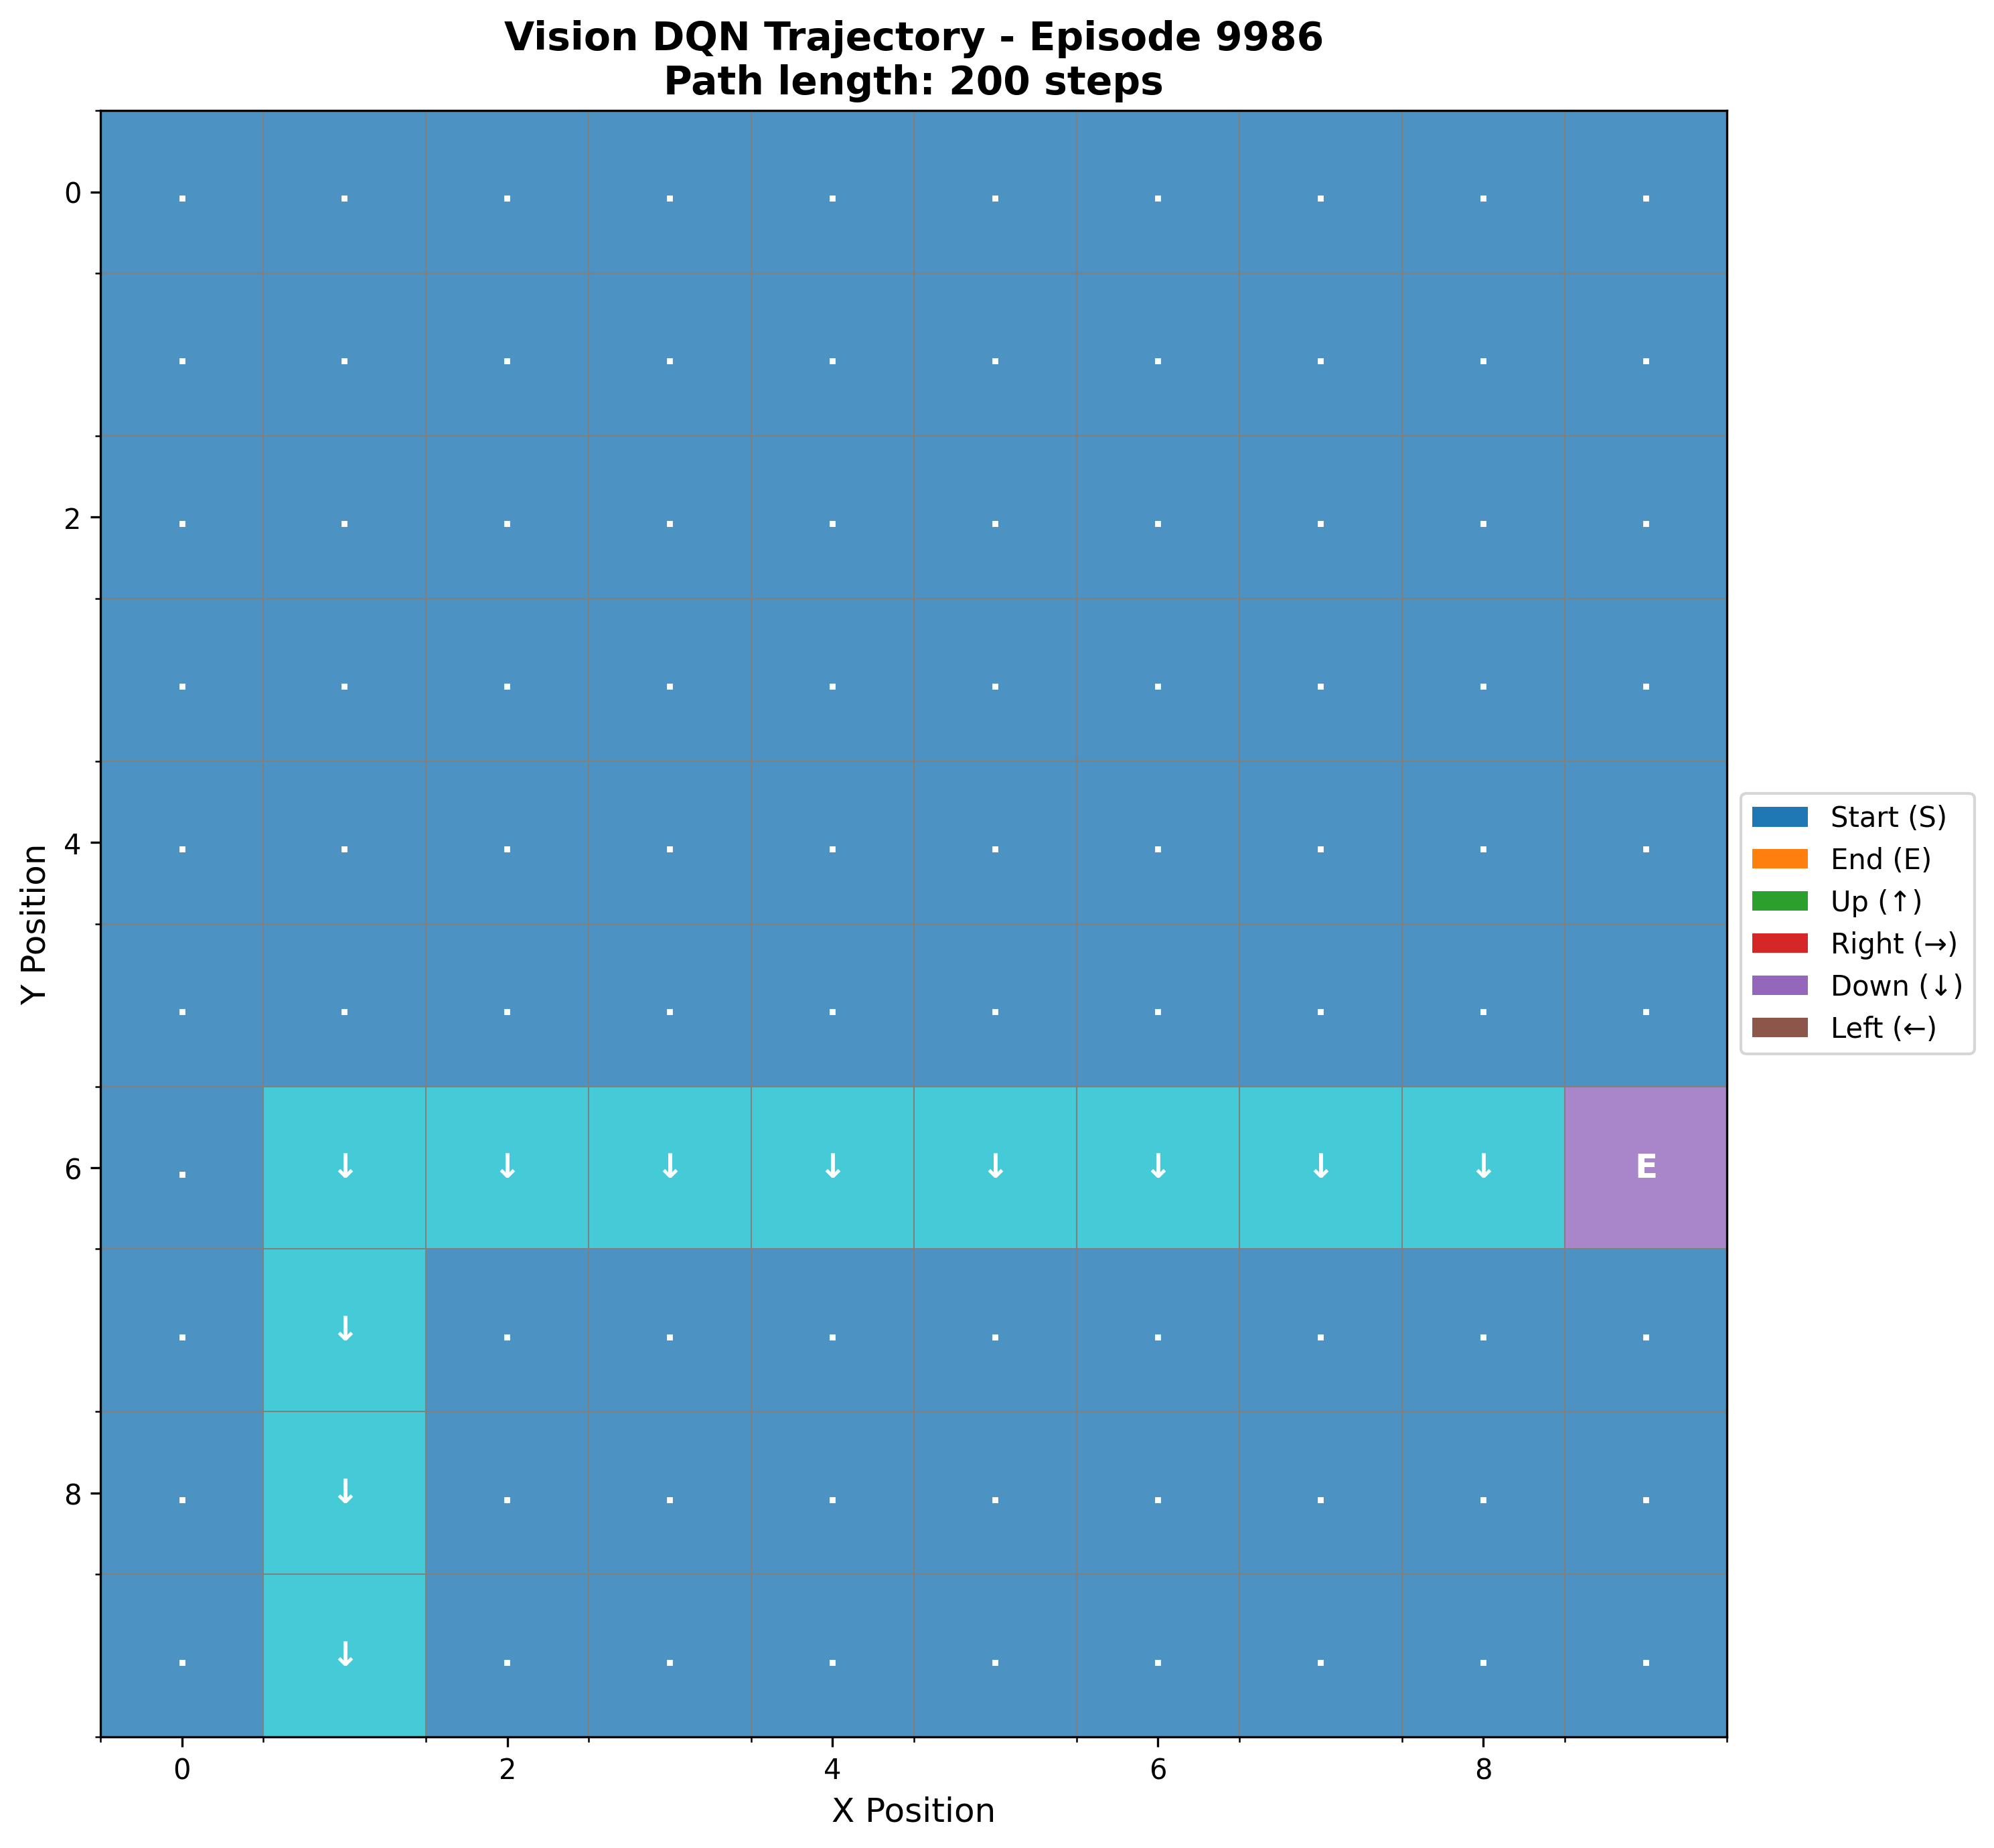 Vision DQN Trajectory - Episode 9986
Path length: 200 steps
0 . . . . . . . . . .
. . . . . . . . . .
2 . . . . . . . . . .
. . . . . . . . . .
4 . . . . . . . . . .
. . . . . . . . . .
6 . ↓ ↓ ↓ ↓ ↓ ↓ ↓ ↓ E
. ↓ . . . . . . . .
8 . ↓ . . . . . . . .
. ↓ . . . . . . . .
0 2 4 6 8
X Position
Y Position
Start (S)
End (E)
Up (↑)
Right (→)
Down (↓)
Left (←)